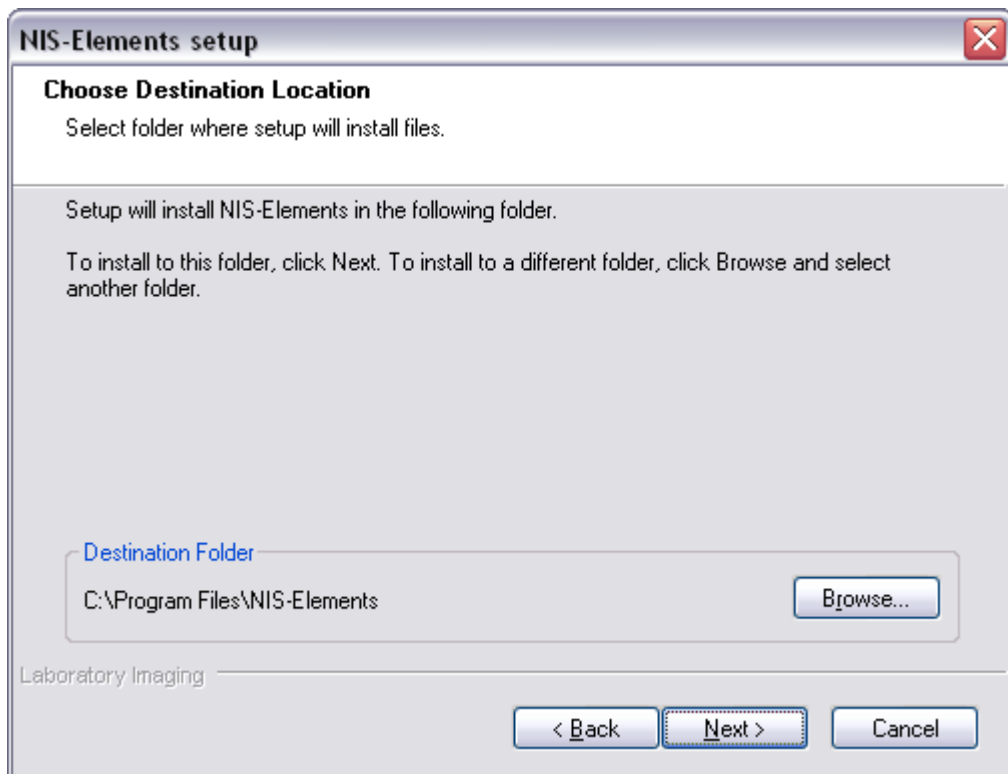 NIS-Elements setup
Choose Destination Location
Select folder where setup will install files.
Setup will install NIS-Elements in the following folder.
To install to this folder, click Next. To install to a different folder, click Browse and select
another folder.
Destination Folder
C:\Program Files\NIS-Elements
Browse...
Laboratory Imaging
< Back
Next >
Cancel